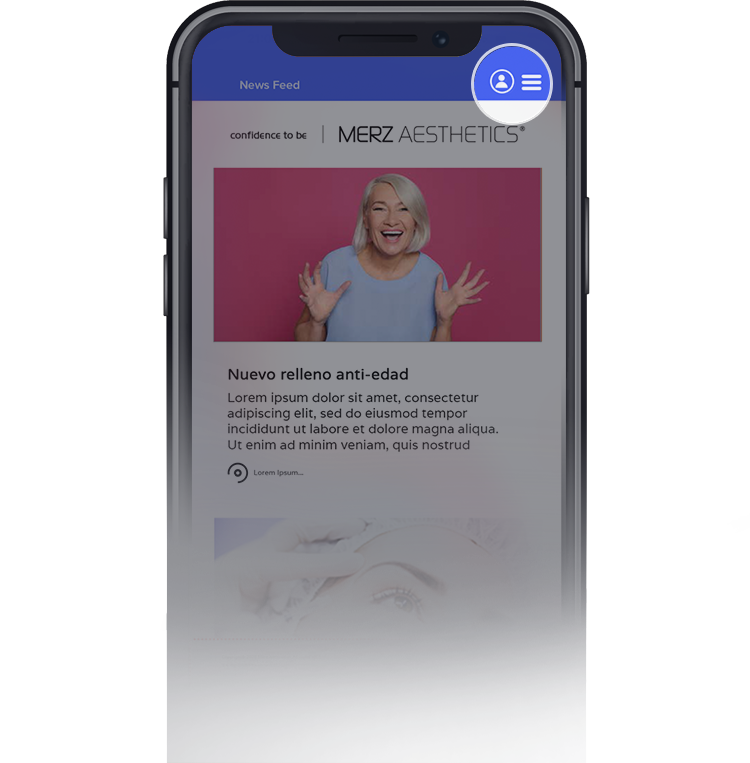 News Feed
confidence to be | MERZ AESTHETICS®
Nuevo relleno anti-edad
Lorem ipsum dolor sit amet, consectetur
adipiscing elit, sed do eiusmod tempor
incididunt ut labore et dolore magna aliqua.
Ut enim ad minim veniam, quis nostrud
Lorem Ipsum...